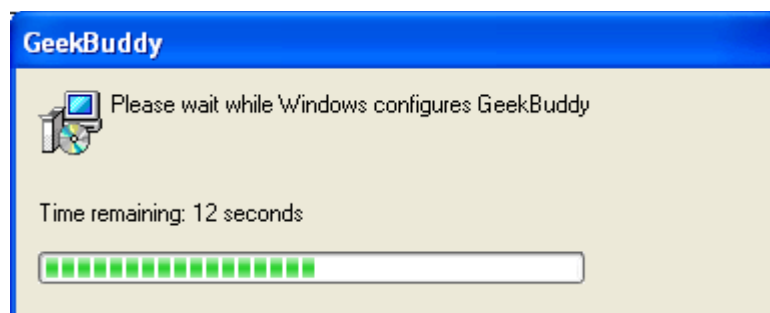 GeekBuddy
Please wait while Windows configures GeekBuddy
Time remaining: 12 seconds